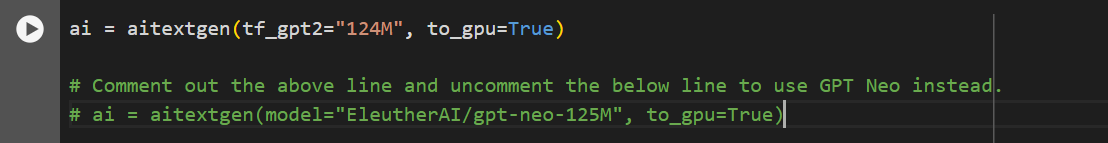 ai = aitextgen(tf_gpt2="124M", to_gpu=True)
# Comment out the above line and uncomment the below line to use GPT Neo instead.
# ai = aitextgen(model="EleutherAI/gpt-neo-125M", to_gpu=True)